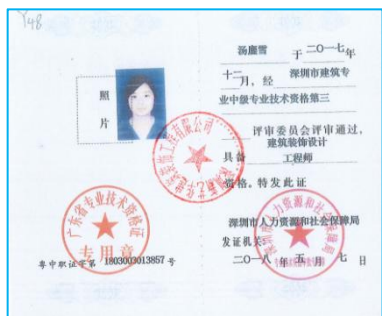 Y48
照
片
汤雁雪 于二〇一七年
十二月，经 深圳市建筑专
业中级专业技术资格第三
评审委员会评审通过，
建筑装饰设计
具备 工程师
资格。特发此证
深圳市人力资源和社会保障局
发证机关：
二〇一八 年 五 月 七 日
广东省专业技术资格证
专用章
粤中职证字第 1803003013857 号